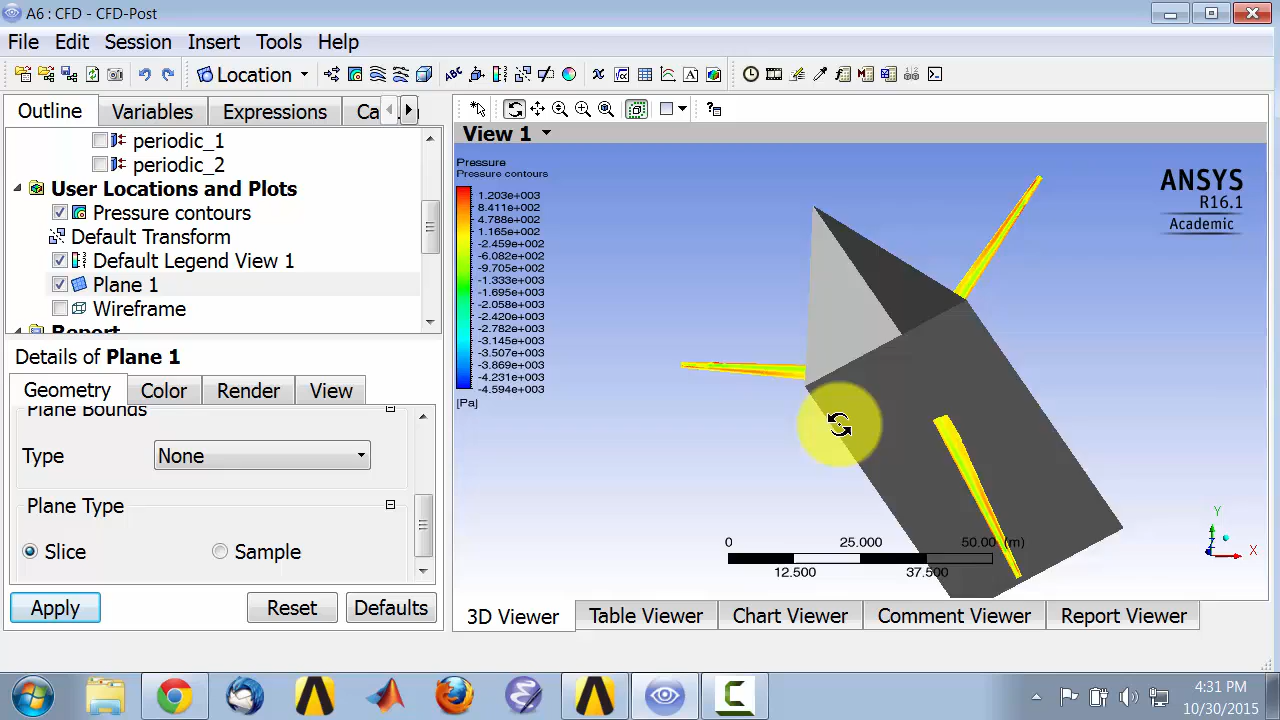 A6 : CFD - CFD-Post
File Edit Session Insert Tools Help
Location
Outline Variables Expressions Ca
periodic_1
periodic_2
User Locations and Plots
Pressure contours
Default Transform
Default Legend View 1
Plane 1
Wireframe
Report
Details of Plane 1
Geometry Color Render View
Plane Bounds
Type None
Plane Type
Slice Sample
Apply Reset Defaults
View 1
Pressure
Pressure contours
1.203e+003
8.411e+002
4.788e+002
1.165e+002
-2.459e+002
-6.082e+002
-9.705e+002
-1.333e+003
-1.695e+003
-2.058e+003
-2.420e+003
-2.782e+003
-3.145e+003
-3.507e+003
-3.869e+003
-4.231e+003
-4.594e+003
[Pa]
ANSYS
R16.1
Academic
0 25.000 50.00 (m)
12.500 37.500
Y
Z X
3D Viewer Table Viewer Chart Viewer Comment Viewer Report Viewer
4:31 PM
10/30/2015